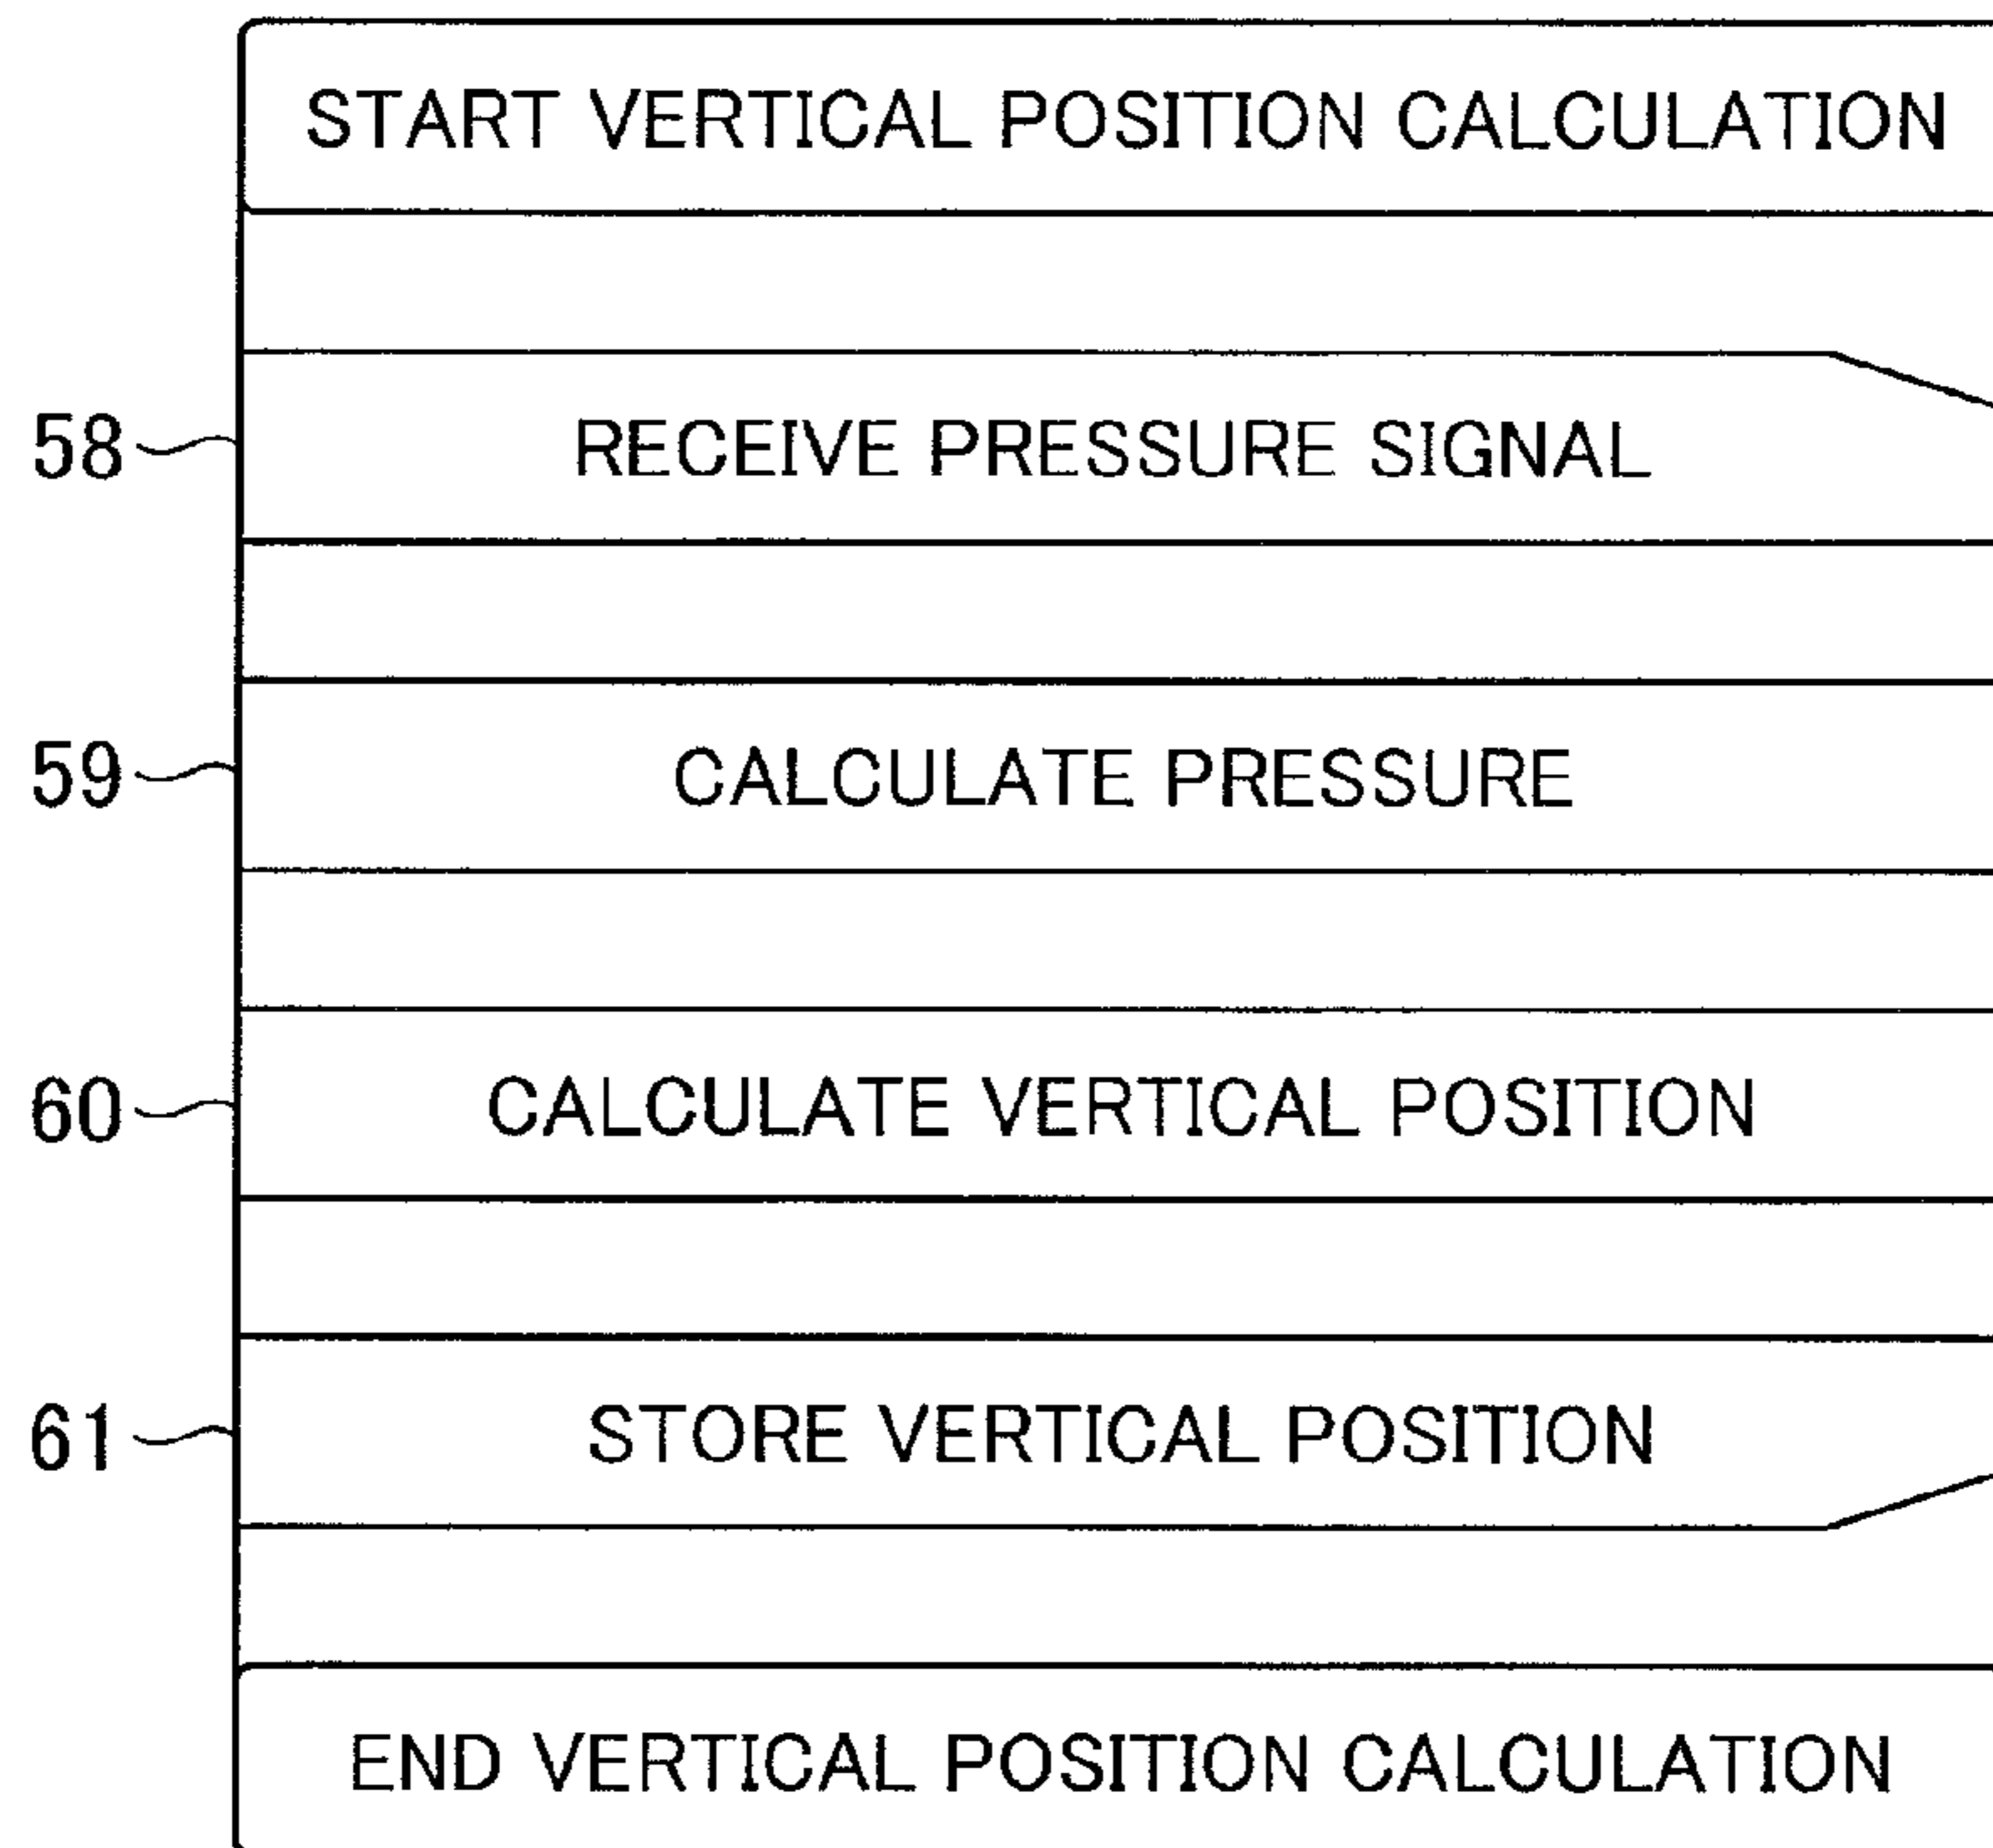 START VERTICAL POSITION CALCULATION
58 RECEIVE PRESSURE SIGNAL
59 CALCULATE PRESSURE
60 CALCULATE VERTICAL POSITION
61 STORE VERTICAL POSITION
END VERTICAL POSITION CALCULATION